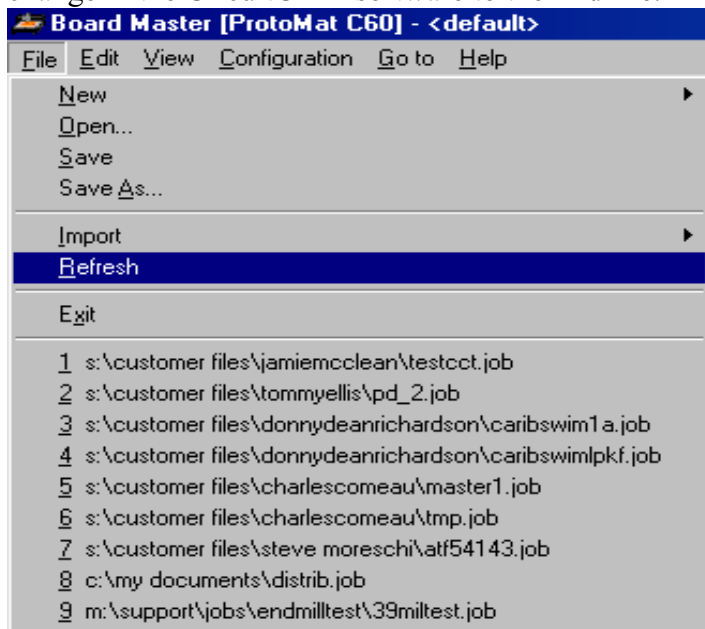 Board Master [ProtoMat C60] - <default>
File Edit View Configuration Go to Help
New
Open...
Save
Save As...
Import
Refresh
Exit
1 s:\customer files\jamiemcclean\testcct.job
2 s:\customer files\tommyellis\pd_2.job
3 s:\customer files\donnydeanrichardson\caribswim1a.job
4 s:\customer files\donnydeanrichardson\caribswimlpkf.job
5 s:\customer files\charlescomeau\master1.job
6 s:\customer files\charlescomeau\tmp.job
7 s:\customer files\steve moreschi\atf54143.job
8 c:\my documents\distrib.job
9 m:\support\jobs\endmilltest\39miltest.job